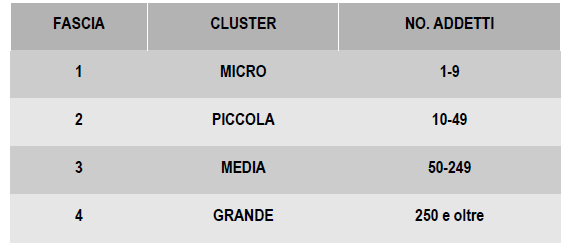 FASCIA CLUSTER NO. ADDETTI
1 MICRO 1-9
2 PICCOLA 10-49
3 MEDIA 50-249
4 GRANDE 250 e oltre